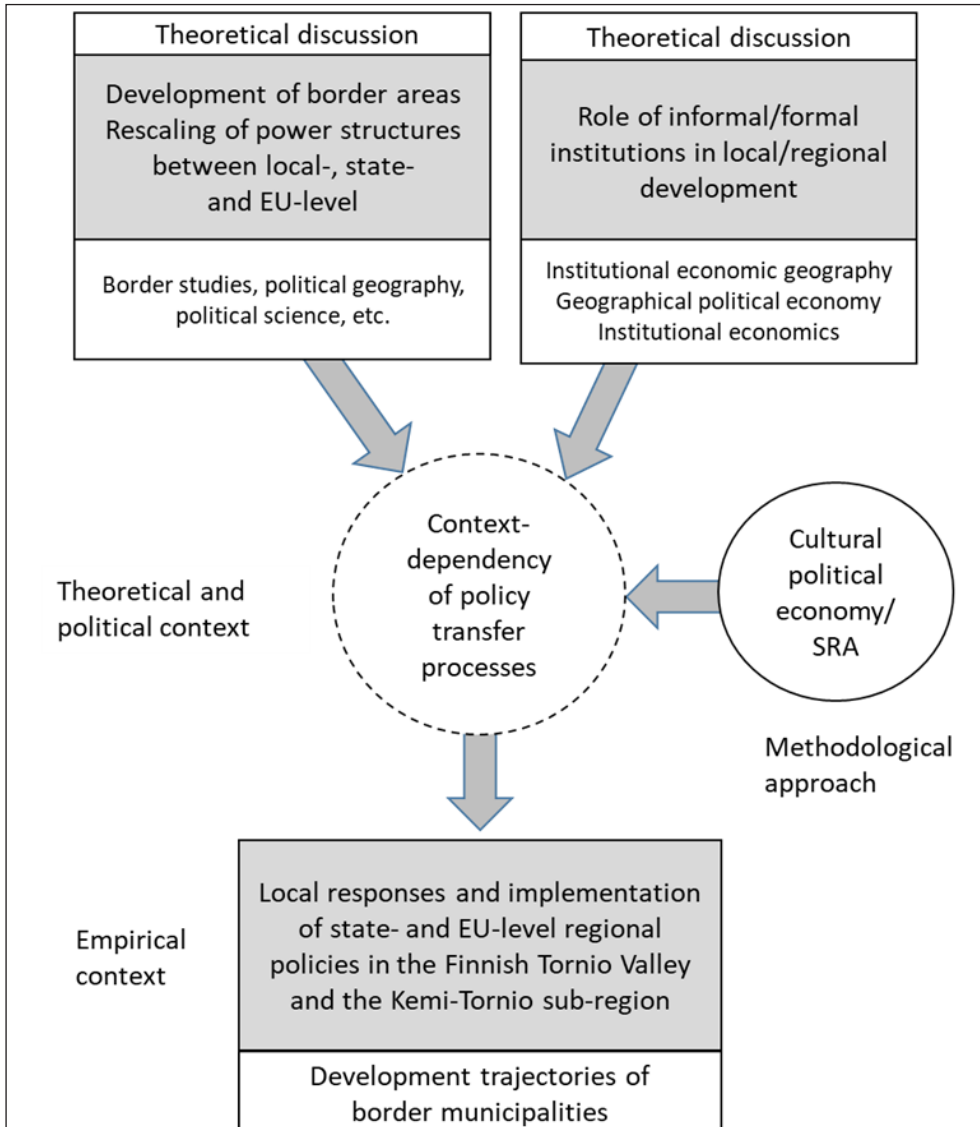 Theoretical discussion
Development of border areas
Rescaling of power structures
between local-, state-
and EU-level
Border studies, political geography,
political science, etc.
Theoretical discussion
Role of informal/formal
institutions in local/regional
development
Institutional economic geography
Geographical political economy
Institutional economics
Theoretical and
political context
Context-
dependency
of policy
transfer
processes
Cultural
political
economy/
SRA
Methodological
approach
Empirical
context
Local responses and implementation
of state- and EU-level regional
policies in the Finnish Tornio Valley
and the Kemi-Tornio sub-region
Development trajectories of
border municipalities